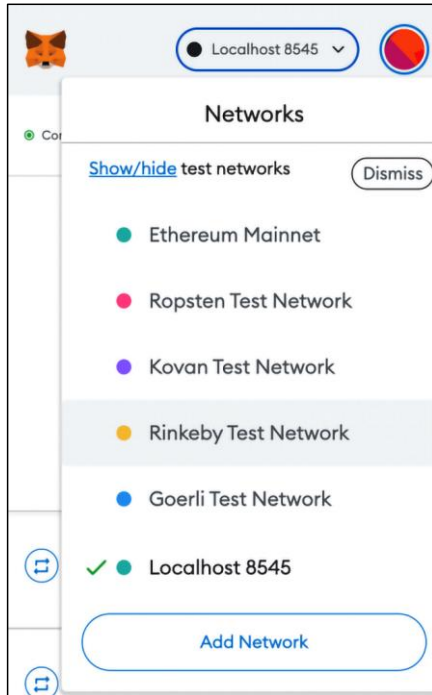 Localhost 8545
Networks
Show/hide test networks
Dismiss
Ethereum Mainnet
Ropsten Test Network
Kovan Test Network
Rinkeby Test Network
Goerli Test Network
Localhost 8545
Add Network